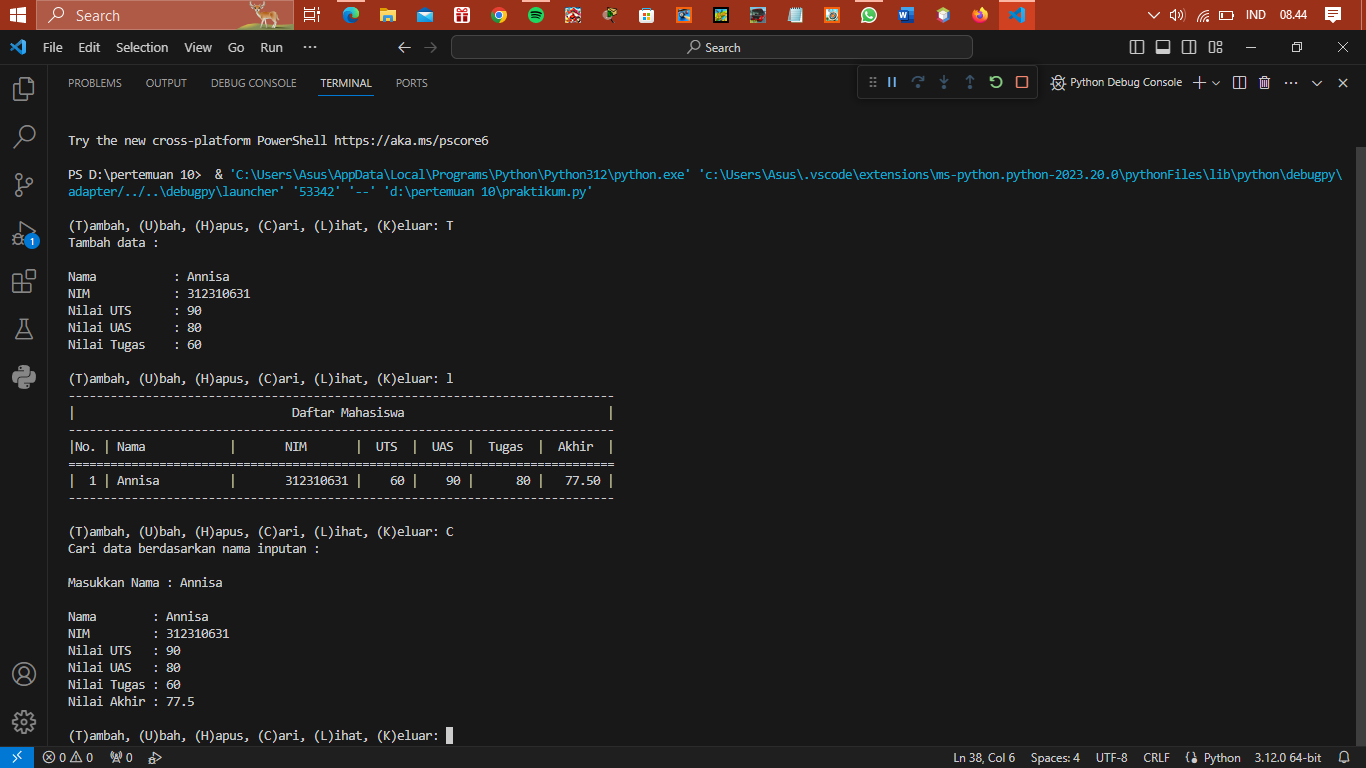 Search
IND 08.44
File Edit Selection View Go Run ··· Search
PROBLEMS OUTPUT DEBUG CONSOLE TERMINAL PORTS Python Debug Console
Try the new cross-platform PowerShell https://aka.ms/pscore6
PS D:\pertemuan 10>  & 'C:\Users\Asus\AppData\Local\Programs\Python\Python312\python.exe' 'c:\Users\Asus\.vscode\extensions\ms-python.python-2023.20.0\pythonFiles\lib\python\debugpy\
adapter/../..\debugpy\launcher' '53342' '--' 'd:\pertemuan 10\praktikum.py'
(T)ambah, (U)bah, (H)apus, (C)ari, (L)ihat, (K)eluar: T
Tambah data :
Nama           : Annisa
NIM            : 312310631
Nilai UTS      : 90
Nilai UAS      : 80
Nilai Tugas    : 60
(T)ambah, (U)bah, (H)apus, (C)ari, (L)ihat, (K)eluar: l
------------------------------------------------------------------------------
|                               Daftar Mahasiswa                             |
------------------------------------------------------------------------------
|No. | Nama            |       NIM       |  UTS  |  UAS  |  Tugas  |  Akhir  |
==============================================================================
|  1 | Annisa          |       312310631 |    60 |    90 |      80 |   77.50 |
------------------------------------------------------------------------------
(T)ambah, (U)bah, (H)apus, (C)ari, (L)ihat, (K)eluar: C
Cari data berdasarkan nama inputan :
Masukkan Nama : Annisa
Nama        : Annisa
NIM         : 312310631
Nilai UTS   : 90
Nilai UAS   : 80
Nilai Tugas : 60
Nilai Akhir : 77.5
(T)ambah, (U)bah, (H)apus, (C)ari, (L)ihat, (K)eluar:
1
0 0 0 Ln 38, Col 6 Spaces: 4 UTF-8 CRLF Python 3.12.0 64-bit